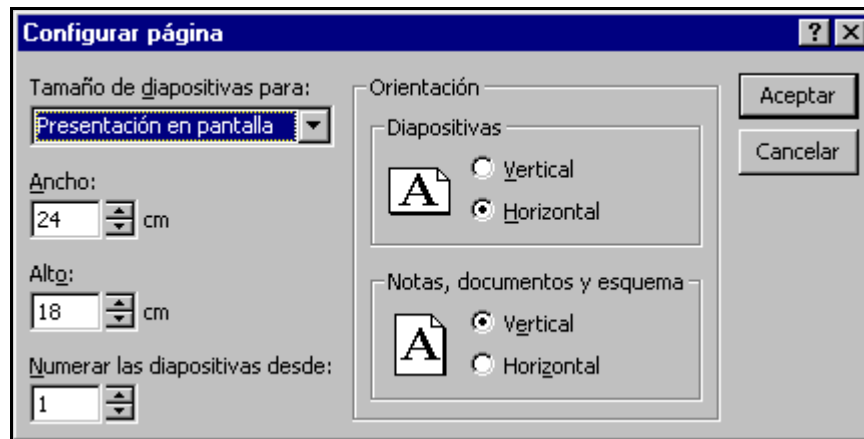 Configurar página
Tamaño de diapositivas para:
Presentación en pantalla
Ancho:
24 cm
Alto:
18 cm
Numerar las diapositivas desde:
1
Orientación
Diapositivas
A
Vertical
Horizontal
Notas, documentos y esquema
A
Vertical
Horizontal
Aceptar
Cancelar